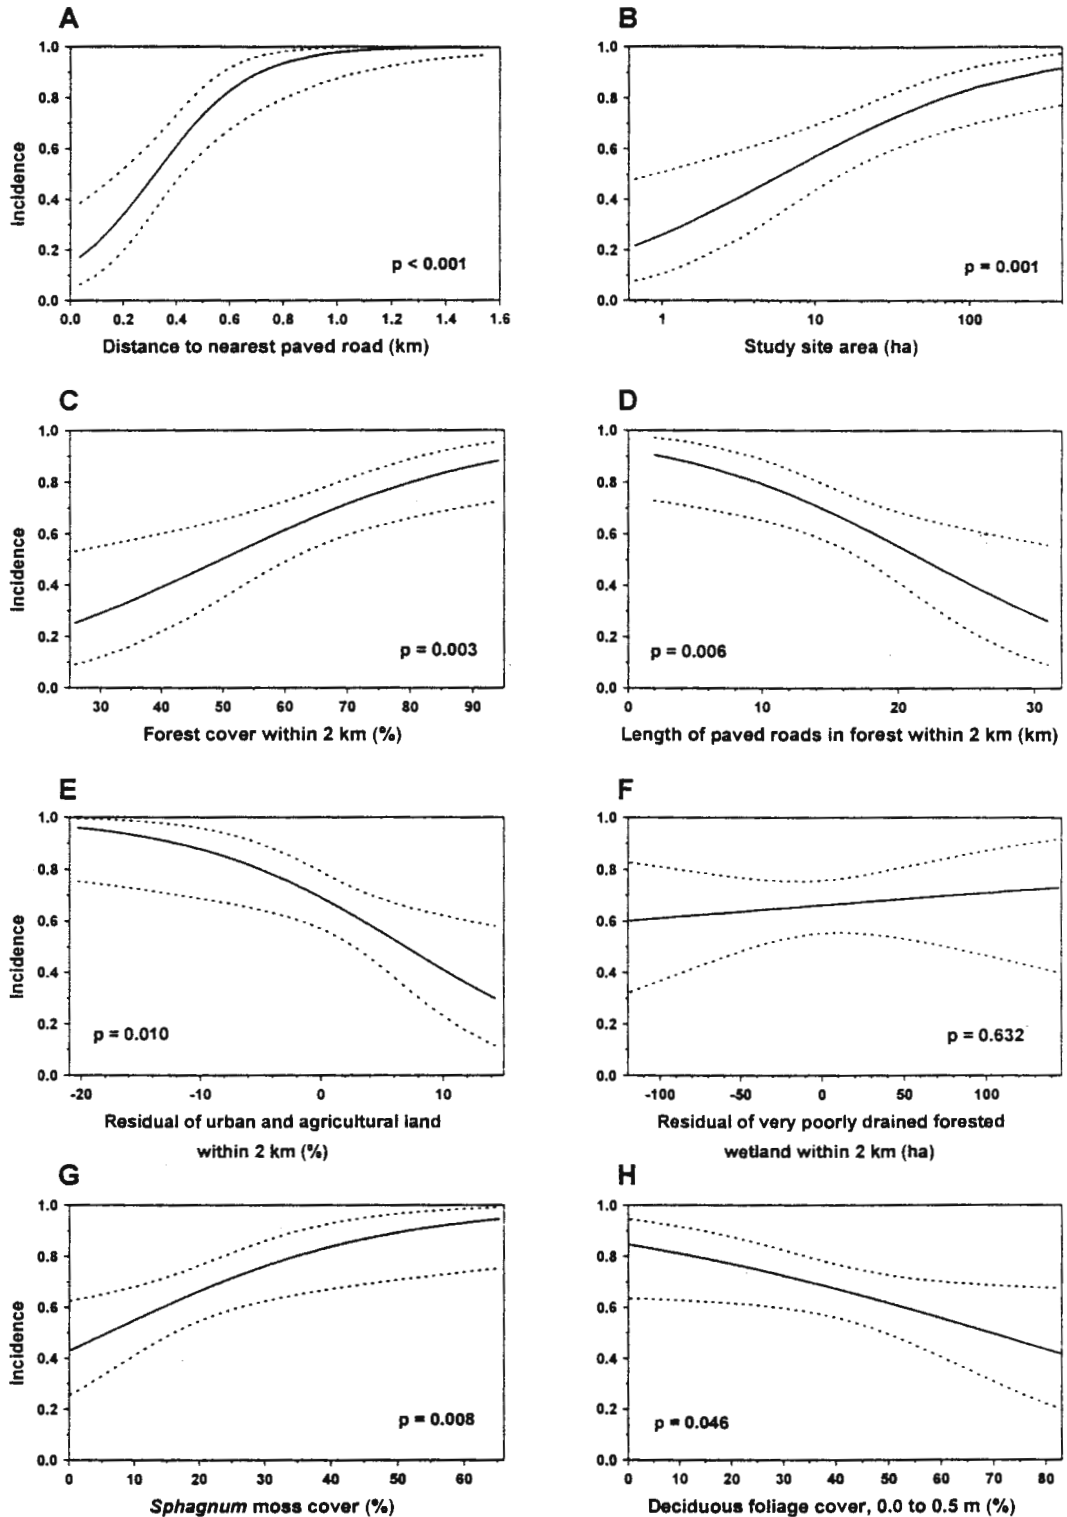 A
B
1.0
0.8
0.6
0.4
0.2
0.0
Incidence
p < 0.001
0.0 0.2 0.4 0.6 0.8 1.0 1.2 1.4 1.6
Distance to nearest paved road (km)
1.0
0.8
0.6
0.4
0.2
0.0
p = 0.001
1 10 100
Study site area (ha)
C
D
1.0
0.8
0.6
0.4
0.2
0.0
Incidence
p = 0.003
30 40 50 60 70 80 90
Forest cover within 2 km (%)
1.0
0.8
0.6
0.4
0.2
0.0
p = 0.006
0 10 20 30
Length of paved roads in forest within 2 km (km)
E
F
1.0
0.8
0.6
0.4
0.2
0.0
Incidence
p = 0.010
-20 -10 0 10
Residual of urban and agricultural land
within 2 km (%)
1.0
0.8
0.6
0.4
0.2
0.0
p = 0.632
-100 -50 0 50 100
Residual of very poorly drained forested
wetland within 2 km (ha)
G
H
1.0
0.8
0.6
0.4
0.2
0.0
Incidence
p = 0.008
0 10 20 30 40 50 60
Sphagnum moss cover (%)
1.0
0.8
0.6
0.4
0.2
0.0
p = 0.046
0 10 20 30 40 50 60 70 80
Deciduous foliage cover, 0.0 to 0.5 m (%)